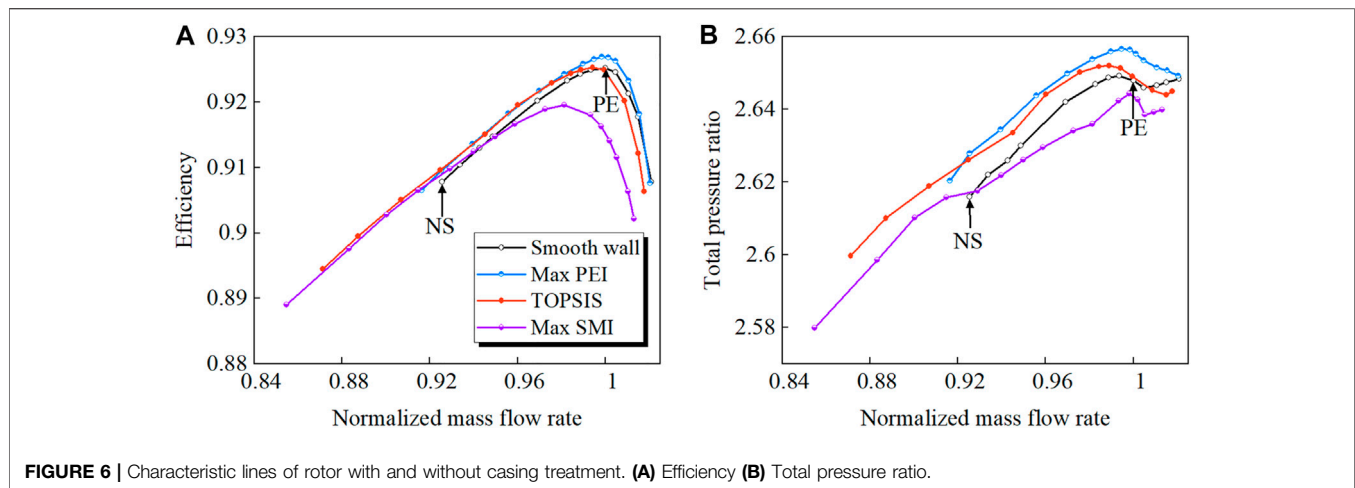 A
0.93
0.92
0.91
0.9
0.89
0.88
Efficiency
PE
NS
Smooth wall
Max PEI
TOPSIS
Max SMI
0.84
0.88
0.92
0.96
1
Normalized mass flow rate
B
2.66
2.64
2.62
2.6
2.58
Total pressure ratio
PE
NS
0.84
0.88
0.92
0.96
1
Normalized mass flow rate
FIGURE 6 | Characteristic lines of rotor with and without casing treatment. (A) Efficiency (B) Total pressure ratio.